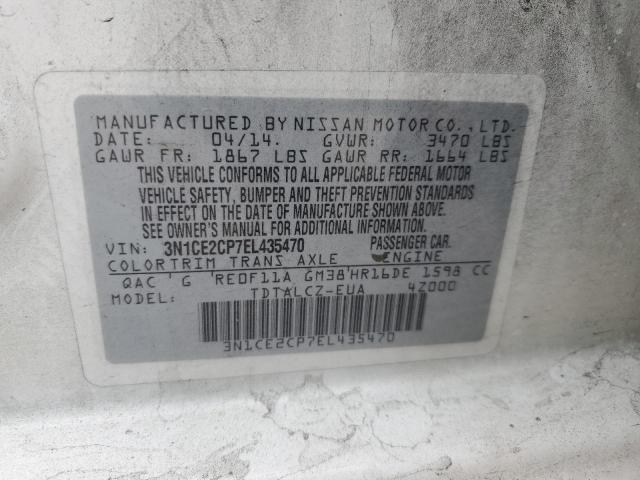 MANUFACTURED BY NISSAN MOTOR CO., LTD.
DATE: 04/14. GVWR: 3470 LBS
GAWR FR: 1867 LBS GAWR RR: 1664 LBS
THIS VEHICLE CONFORMS TO ALL APPLICABLE FEDERAL MOTOR
VEHICLE SAFETY, BUMPER AND THEFT PREVENTION STANDARDS
IN EFFECT ON THE DATE OF MANUFACTURE SHOWN ABOVE.
SEE OWNER'S MANUAL FOR ADDITIONAL INFORMATION.
VIN: 3N1CE2CP7EL435470 PASSENGER CAR.
COLOR TRIM TRANS AXLE ENGINE
QAC G RE0F11A GM38 HR16DE 1598 CC
MODEL: TDTALCZ-EUA 4Z000
3N1CE2CP7EL435470